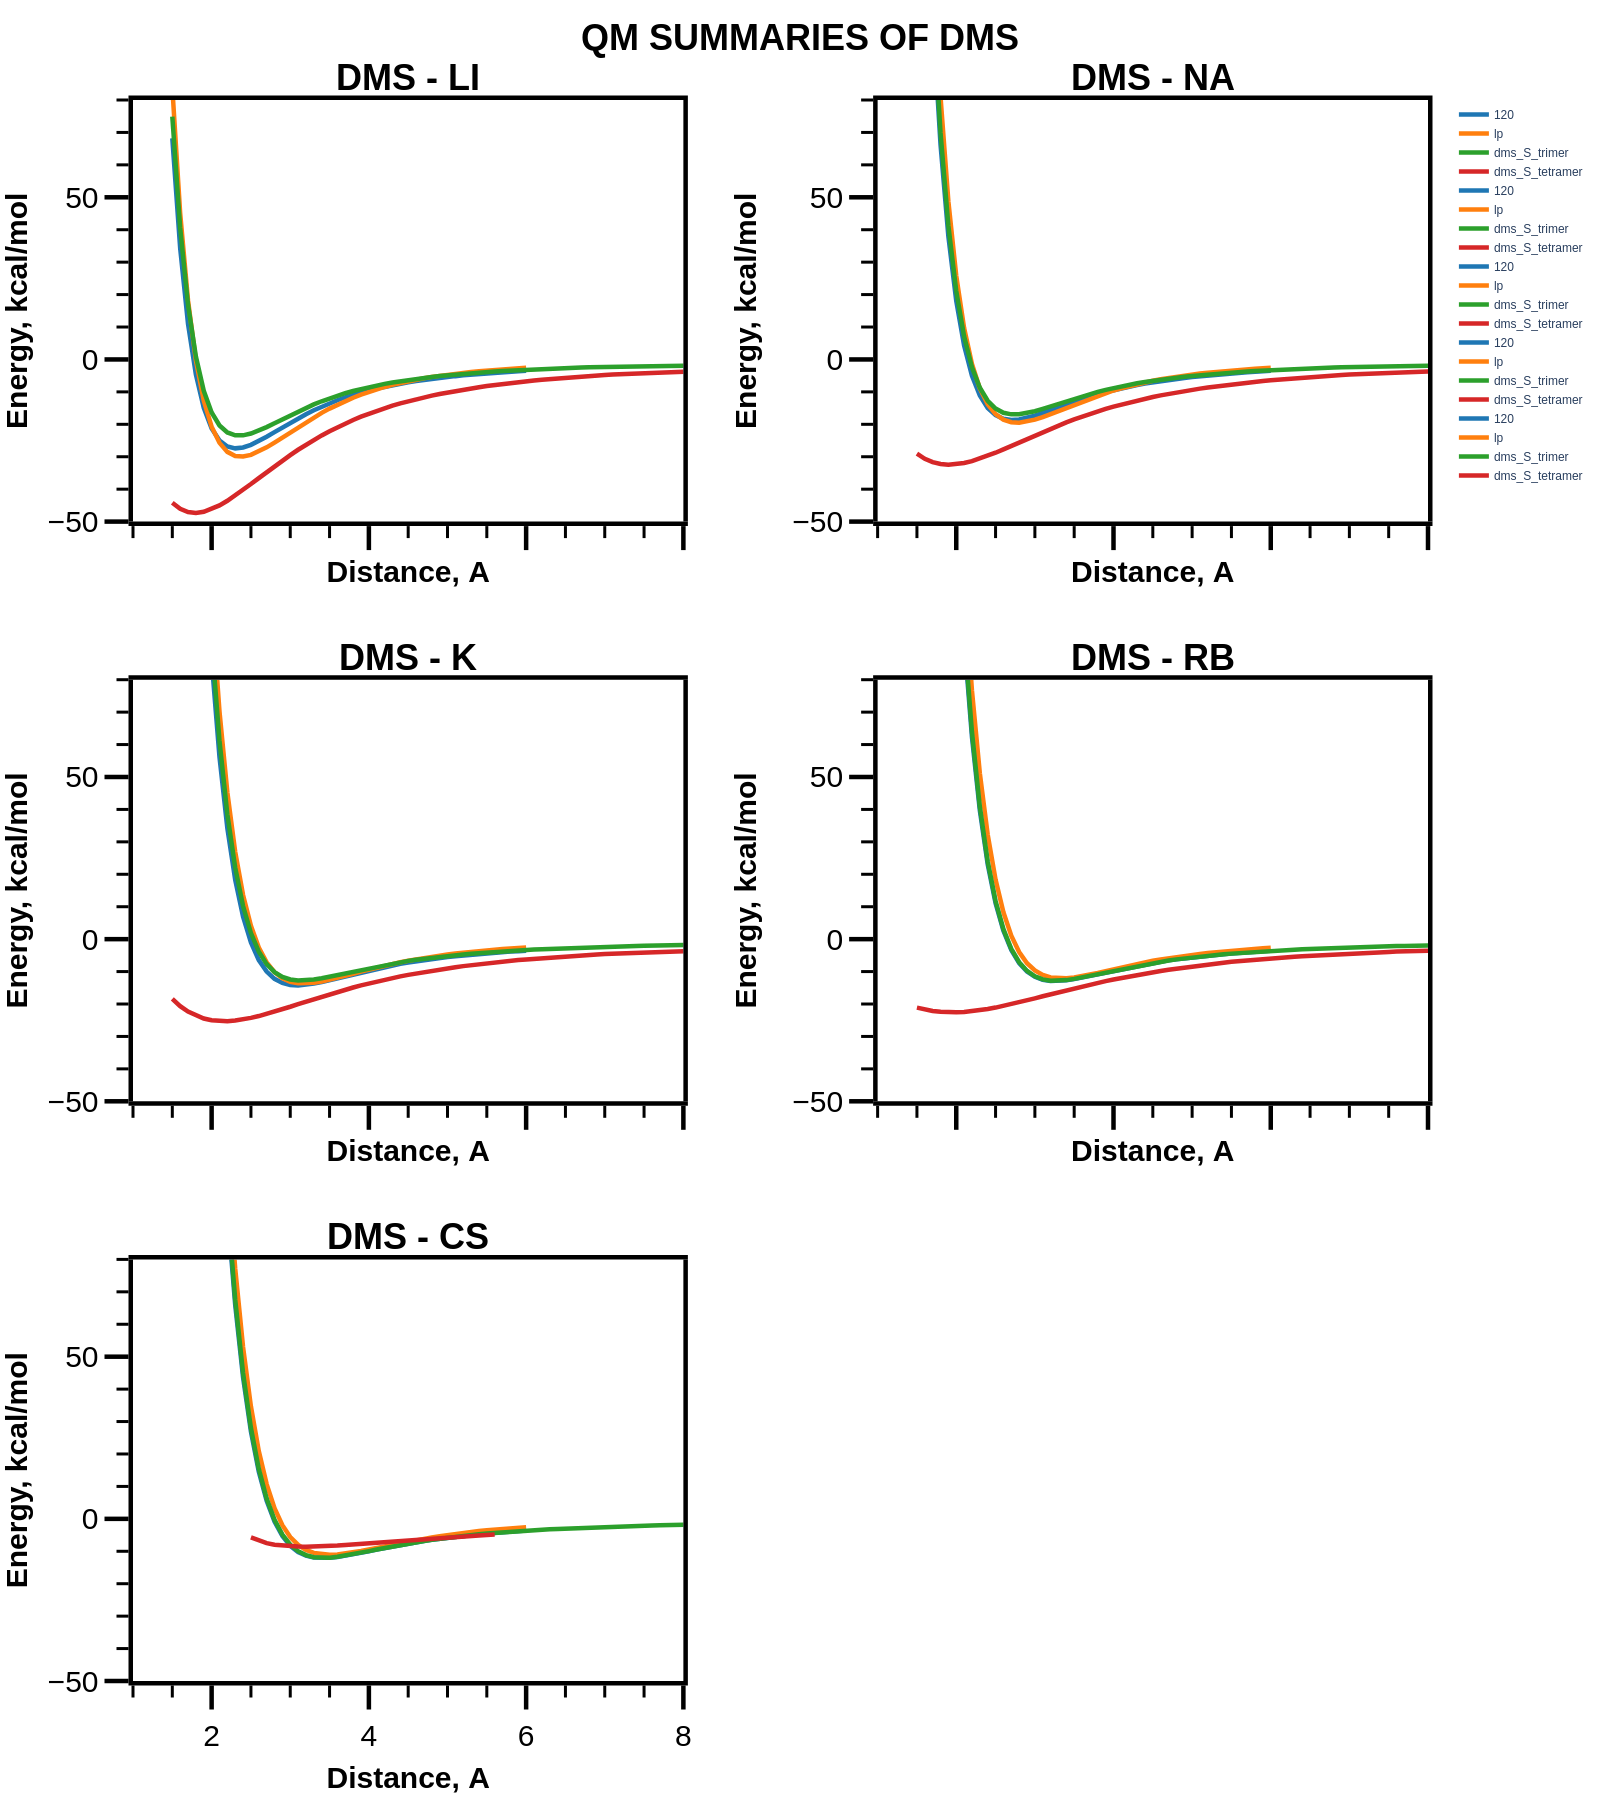 QM SUMMARIES OF DMS
DMS - LI
50
0
−50
Energy, kcal/mol
Distance, A
DMS - NA
50
0
−50
Energy, kcal/mol
Distance, A
120
lp
dms_S_trimer
dms_S_tetramer
120
lp
dms_S_trimer
dms_S_tetramer
120
lp
dms_S_trimer
dms_S_tetramer
120
lp
dms_S_trimer
dms_S_tetramer
120
lp
dms_S_trimer
dms_S_tetramer
DMS - K
50
0
−50
Energy, kcal/mol
Distance, A
DMS - RB
50
0
−50
Energy, kcal/mol
Distance, A
DMS - CS
50
0
−50
Energy, kcal/mol
2 4 6 8
Distance, A